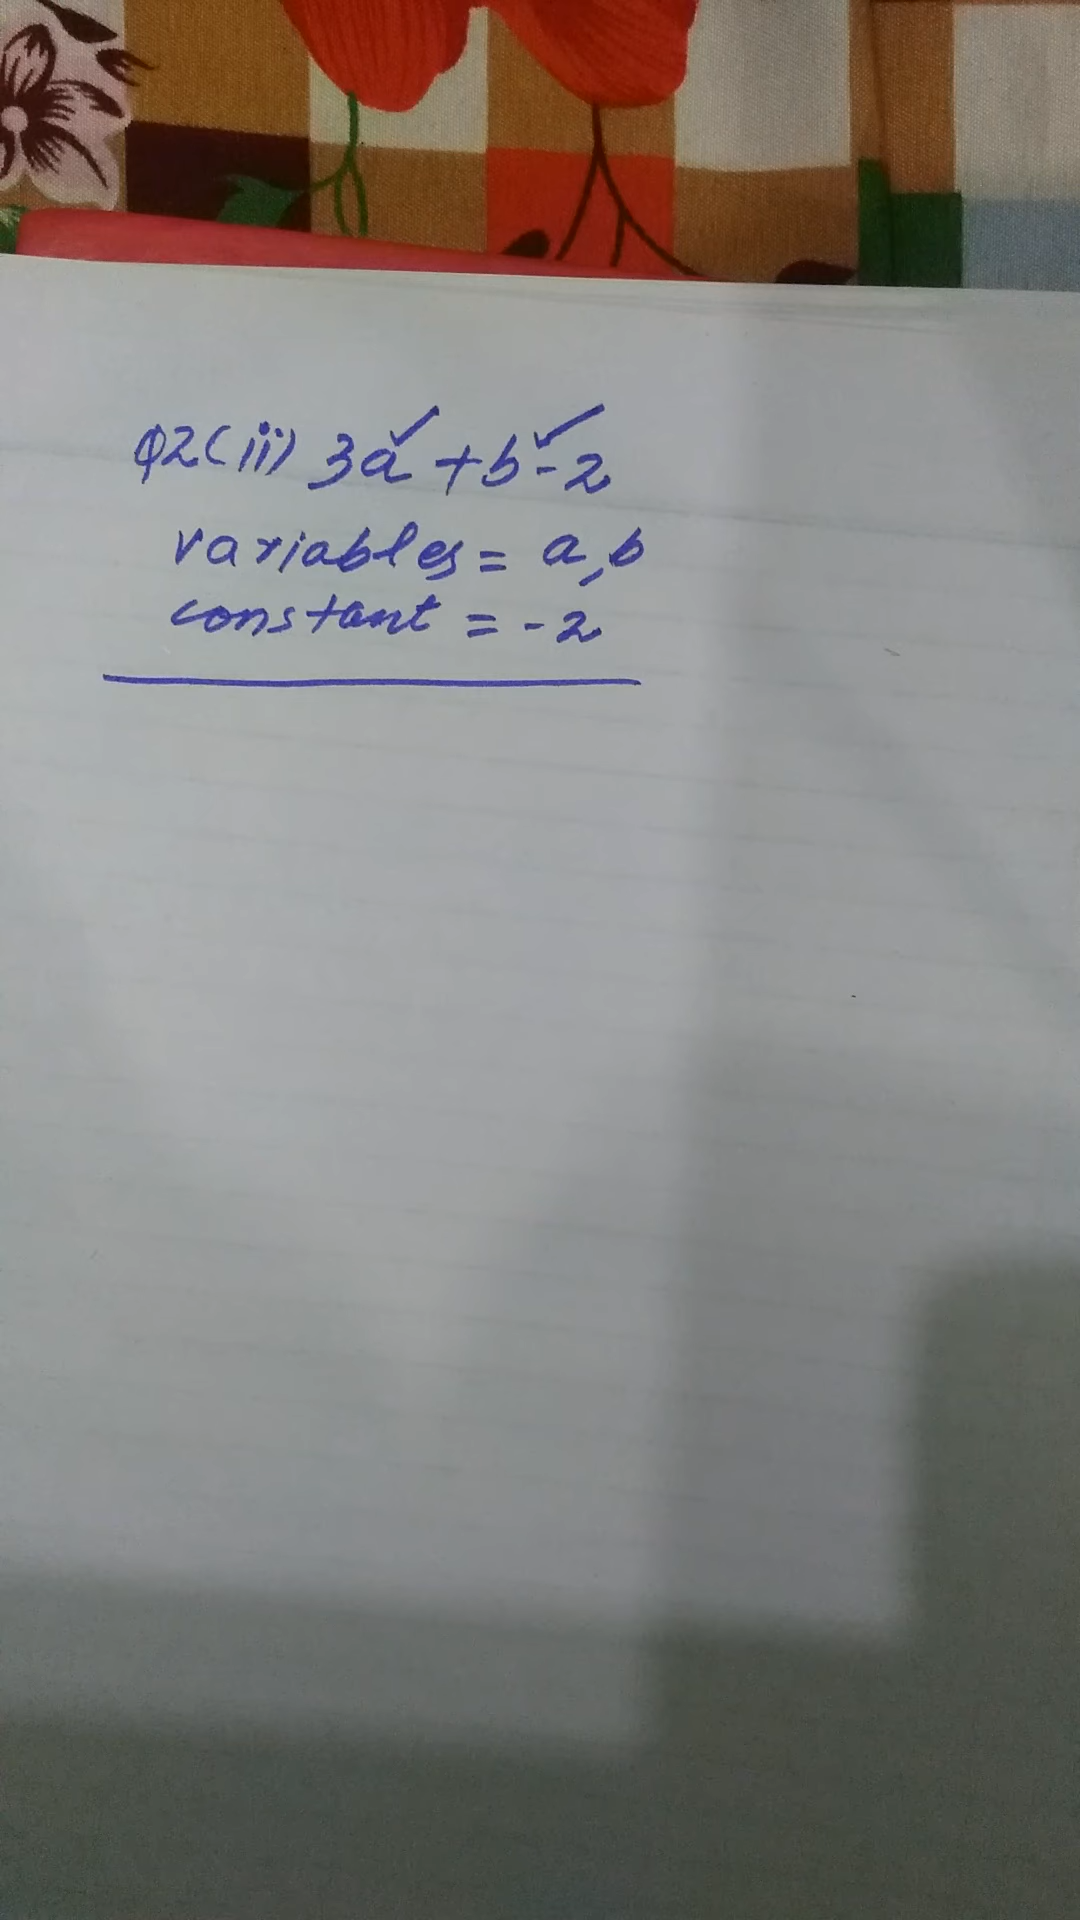 Q2(ii) 3a✓ + b✓ - 2
variables = a, b
constant = -2